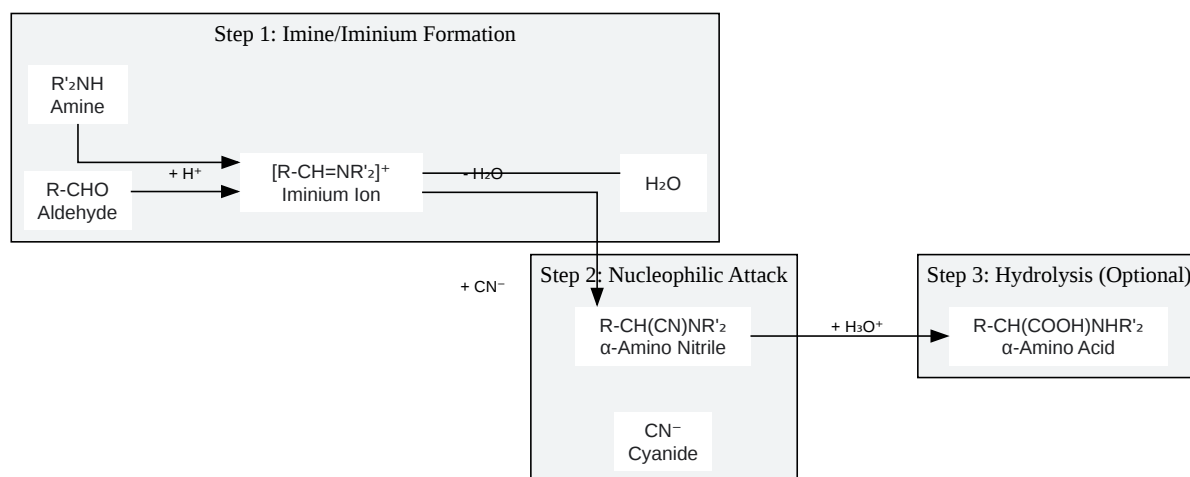 Step 1: Imine/Iminium Formation
R'₂NH
Amine
+ H⁺
R-CHO
Aldehyde
[R-CH=NR'₂]⁺
Iminium Ion
- H₂O
H₂O
+ CN⁻
Step 2: Nucleophilic Attack
R-CH(CN)NR'₂
α-Amino Nitrile
CN⁻
Cyanide
+ H₃O⁺
Step 3: Hydrolysis (Optional)
R-CH(COOH)NHR'₂
α-Amino Acid